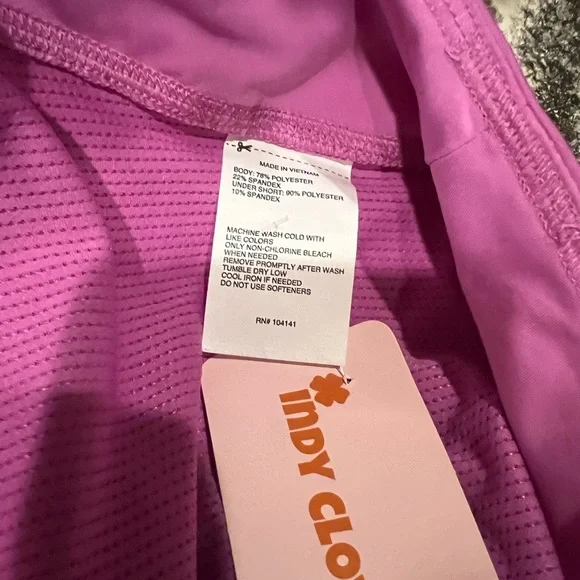 MADE IN VIETNAM
BODY: 78% POLYESTER
22% SPANDEX
UNDER SHORT: 90% POLYESTER
10% SPANDEX
MACHINE WASH COLD WITH
LIKE COLORS
ONLY NON-CHLORINE BLEACH
WHEN NEEDED
REMOVE PROMPTLY AFTER WASH
TUMBLE DRY LOW
COOL IRON IF NEEDED
DO NOT USE SOFTENERS
RN# 104141
INDY CLO